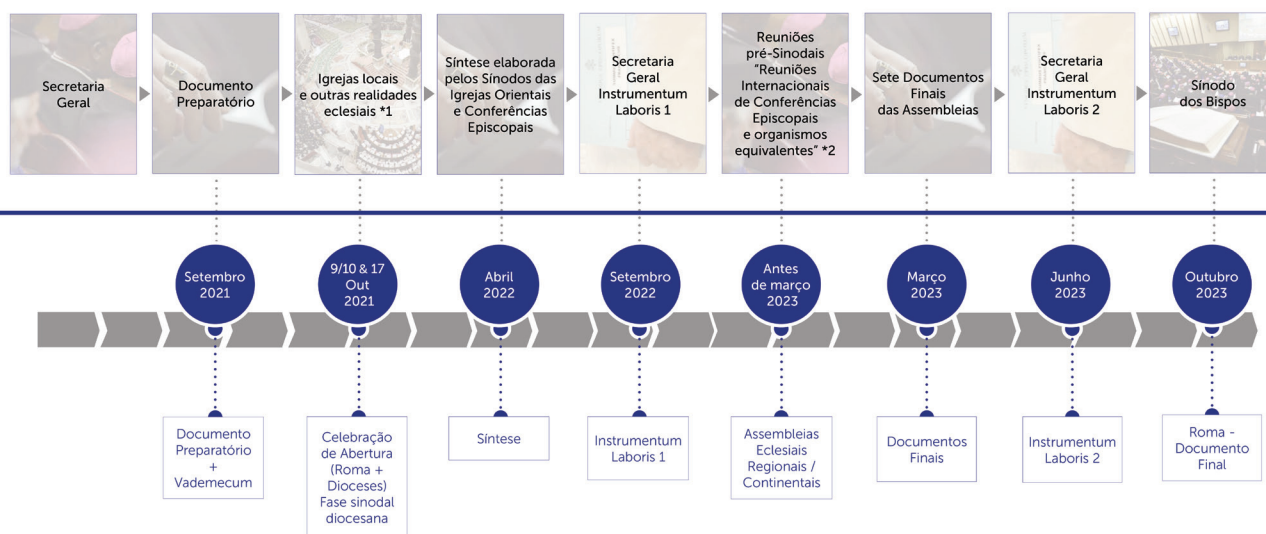 Secretaria
Geral
Documento
Preparatório
Igrejas locais
e outras realidades
eclesiais *1
Síntese elaborada
pelos Sínodos das
Igrejas Orientais
e Conferências
Episcopais
Secretaria
Geral
Instrumentum
Laboris 1
Reuniões
pré-Sinodais
“Reuniões
Internacionais
de Conferências
Episcopais
e organismos
equivalentes” *2
Sete Documentos
Finais
das Assembleias
Secretaria
Geral
Instrumentum
Laboris 2
Sínodo
dos Bispos
Setembro
2021
9/10 & 17
Out
2021
Abril
2022
Setembro
2022
Antes
de março
2023
Março
2023
Junho
2023
Outubro
2023
Documento
Preparatório
+
Vademecum
Celebração
de Abertura
(Roma +
Dioceses)
Fase sinodal
diocesana
Síntese
Instrumentum
Laboris 1
Assembleias
Eclesiais
Regionais /
Continentais
Documentos
Finais
Instrumentum
Laboris 2
Roma -
Documento
Final